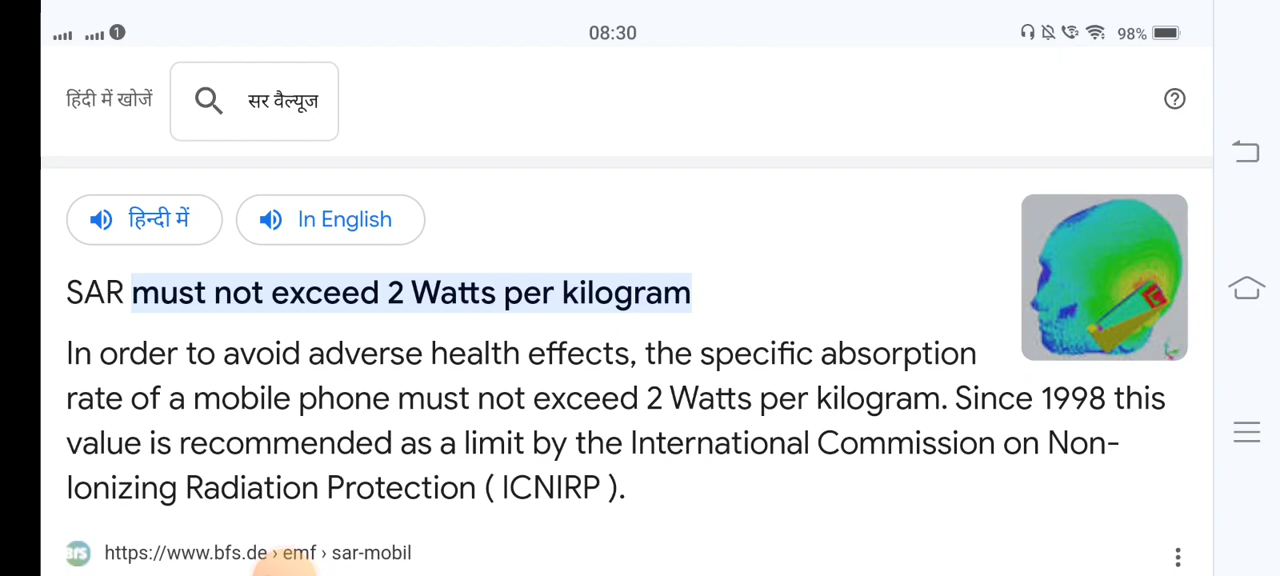 08:30
98%
1
हिंदी में खोजें
सर वैल्यूज
हिन्दी में
In English
SAR must not exceed 2 Watts per kilogram
In order to avoid adverse health effects, the specific absorption
rate of a mobile phone must not exceed 2 Watts per kilogram. Since 1998 this
value is recommended as a limit by the International Commission on Non-
Ionizing Radiation Protection ( ICNIRP ).
BfS
https://www.bfs.de › emf › sar-mobil